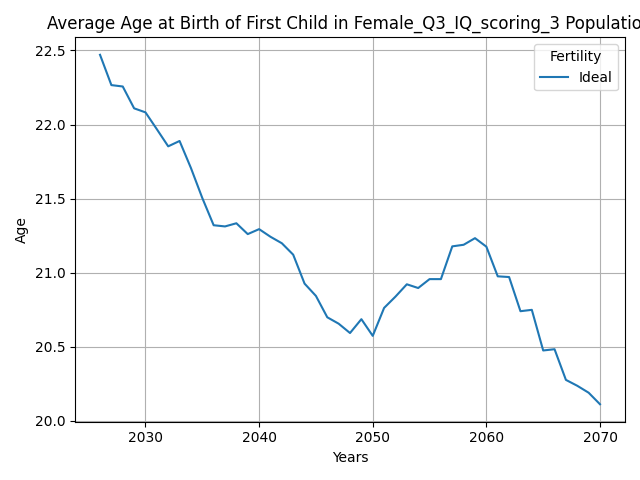 Average Age at Birth of First Child in Female_Q3_IQ_scoring_3 Populatio
Fertility
Ideal
22.5
22.0
21.5
21.0
20.5
20.0
Age
2030 2040 2050 2060 2070
Years